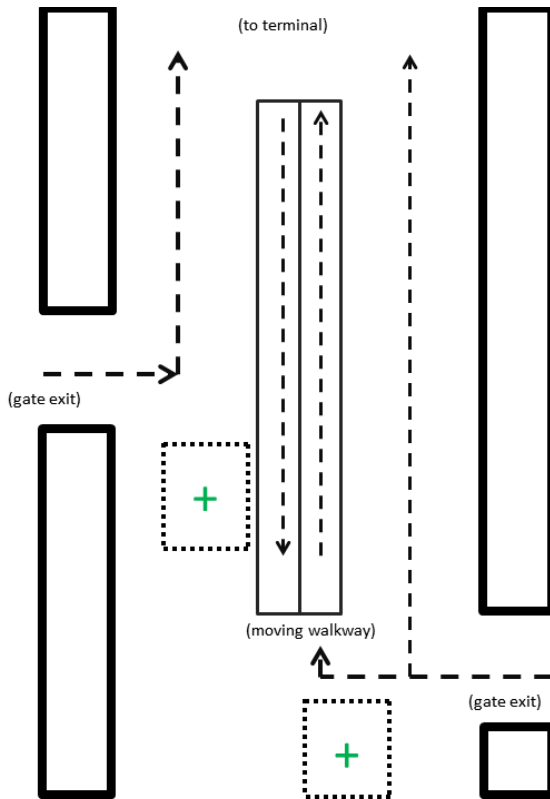 (to terminal)
(gate exit)
(moving walkway)
(gate exit)